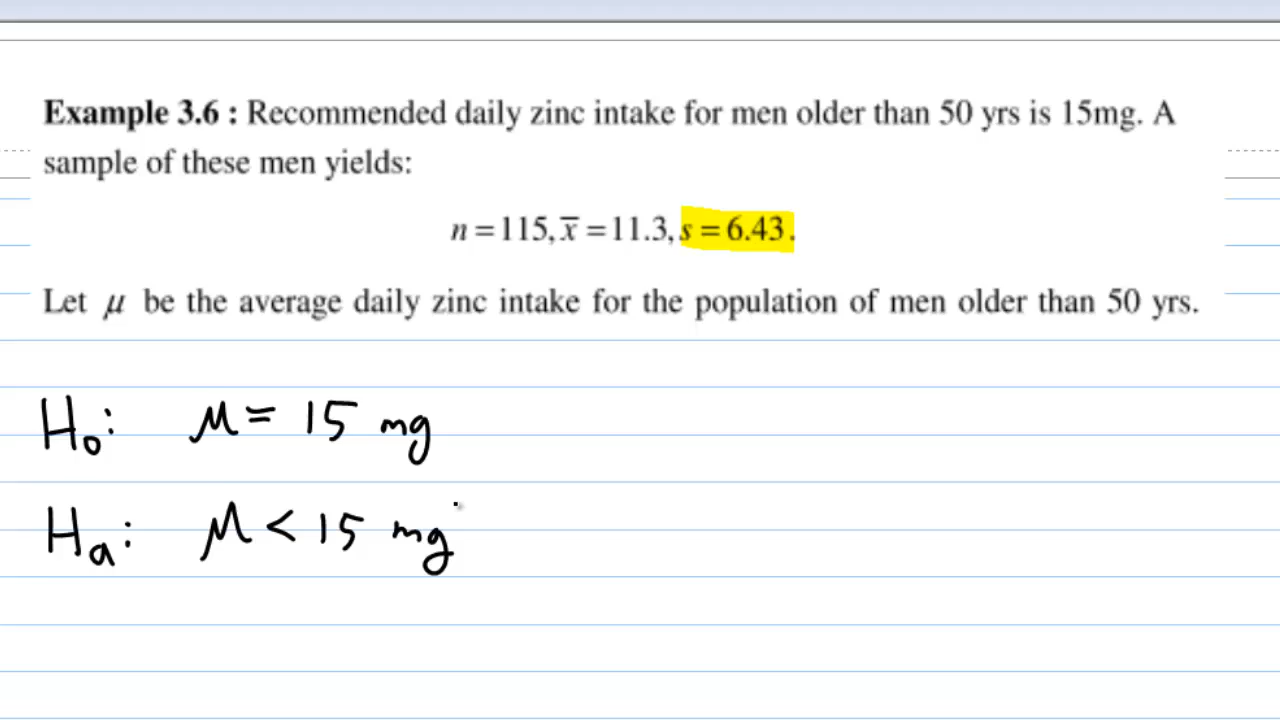 Example 3.6 : Recommended daily zinc intake for men older than 50 yrs is 15mg. A
sample of these men yields:
n = 115, x̅ = 11.3, s = 6.43.
Let μ be the average daily zinc intake for the population of men older than 50 yrs.
H₀: μ = 15 mg
Hₐ: μ < 15 mg